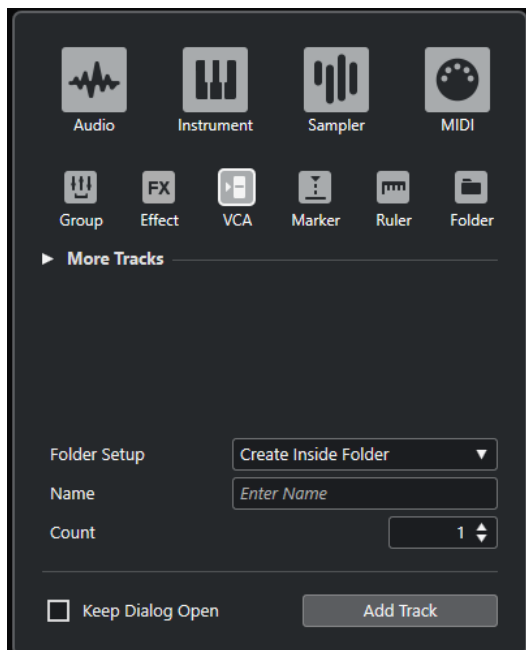 Audio Instrument Sampler MIDI
FX
Group Effect VCA Marker Ruler Folder
More Tracks
Folder Setup Create Inside Folder
Name Enter Name
Count 1
Keep Dialog Open Add Track